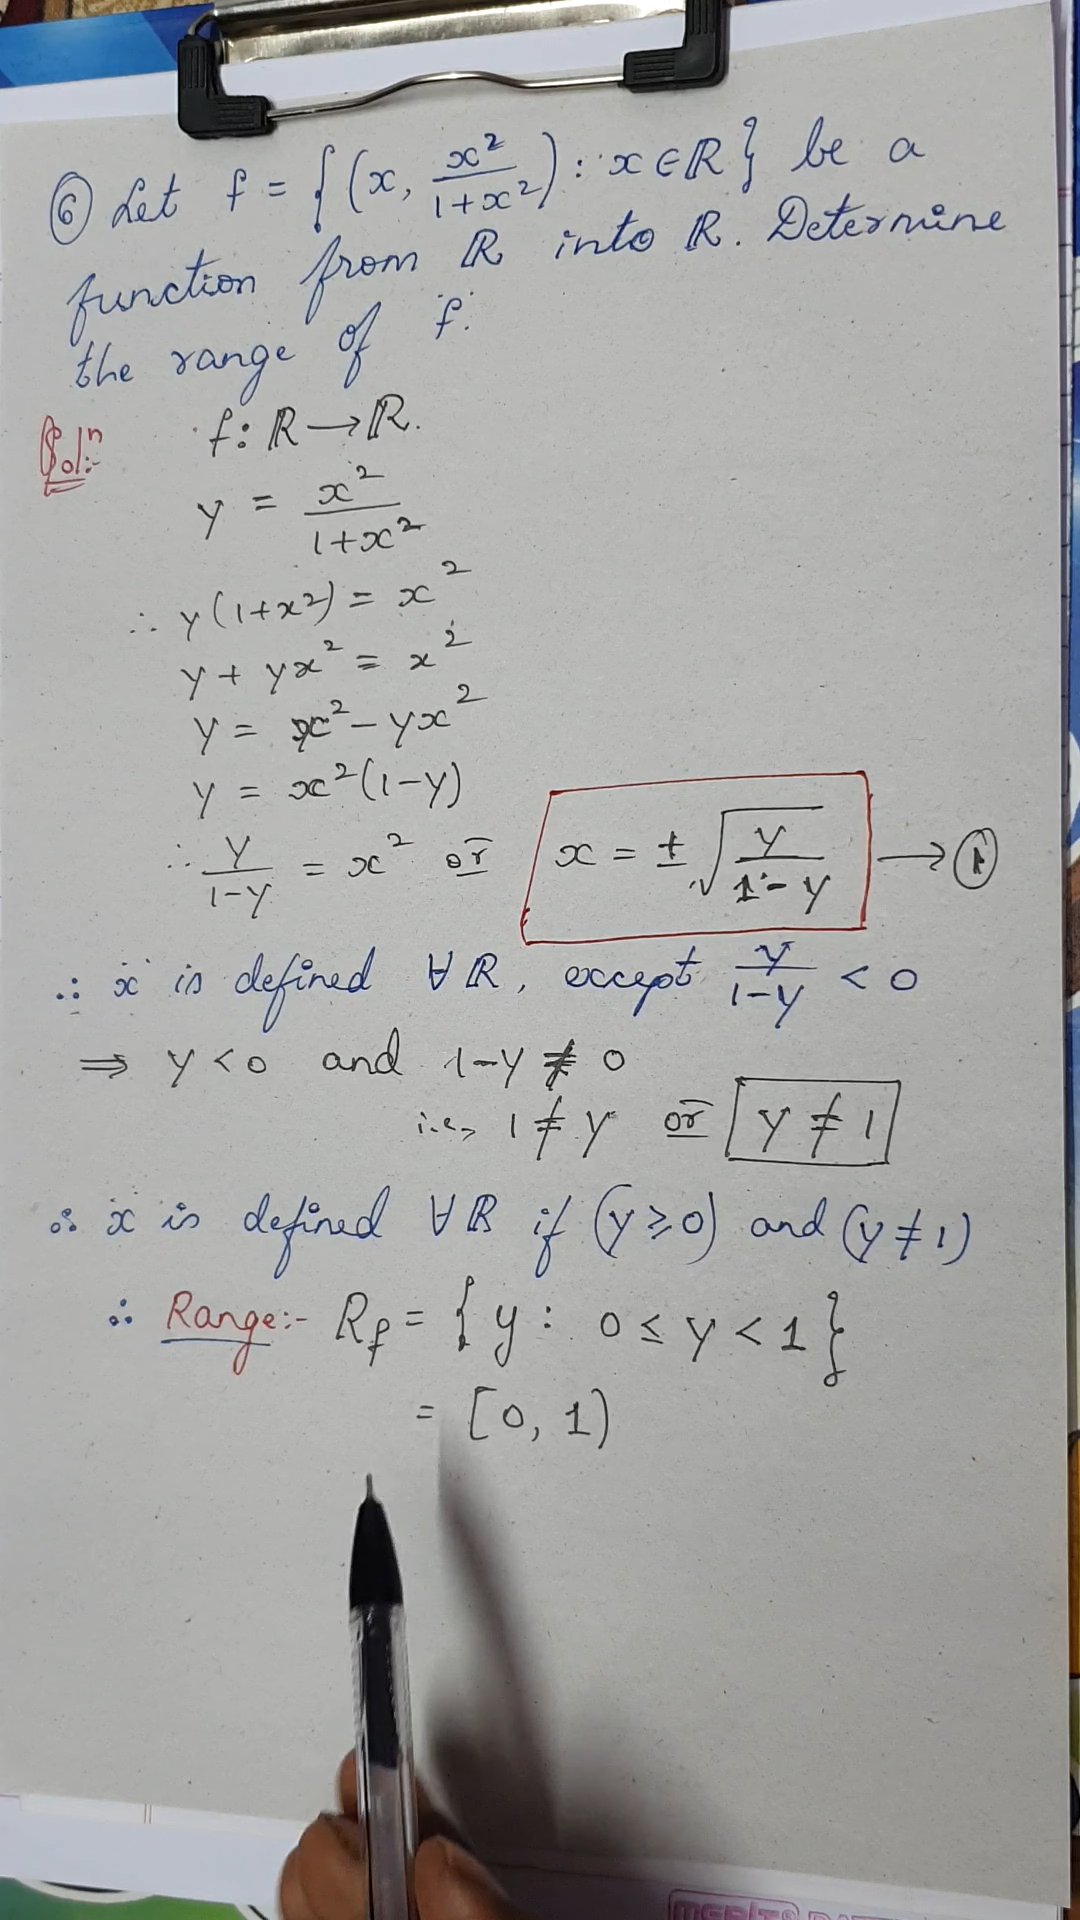 ⑥ Let f = {(x, x²/(1+x²)) : x ∈ ℝ} be a
function from ℝ into ℝ. Determine
the range of f.
Solⁿ:- f: ℝ → ℝ.
y = x²/(1+x²)
∴ y(1+x²) = x²
y + yx² = x²
y = x² − yx²
y = x²(1−y)
∴ y/(1−y) = x² or x = ±√(y/(1−y)) → ①
∴ x is defined ∀ ℝ, except y/(1−y) < 0
⇒ y < 0 and 1−y ≠ 0
i.e., 1 ≠ y or y ≠ 1
∴ x is defined ∀ ℝ if (y ≥ 0) and (y ≠ 1)
∴ Range:- R_f = {y : 0 ≤ y < 1}
= [0, 1)